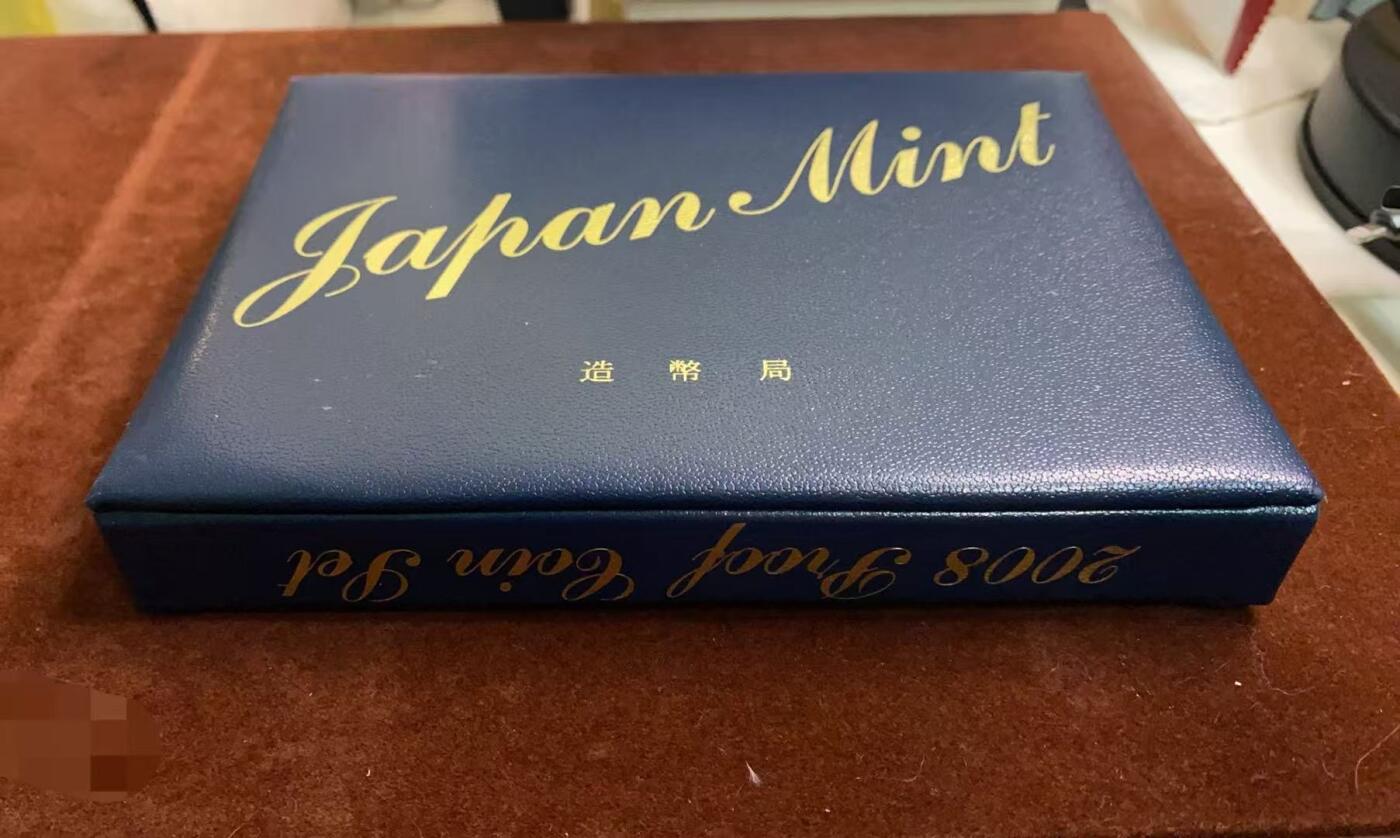 Japan Mint
造幣局
2008 Proof Coin Set